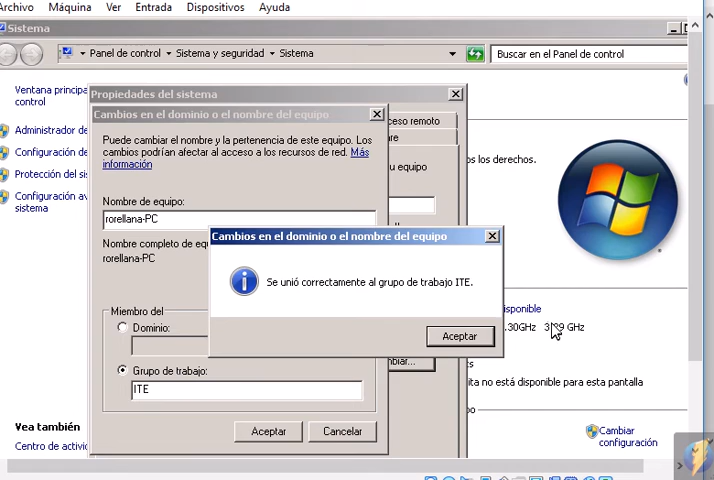 Archivo Máquina Ver Entrada Dispositivos Ayuda
Sistema
Panel de control Sistema y seguridad Sistema
Buscar en el Panel de control
Ventana principa
control
Administrador de
Configuración de
Protección del si
Configuración av
sistema
Propiedades del sistema
Cambios en el dominio o el nombre del equipo
ceso remoto
Puede cambiar el nombre y la pertenencia de este equipo. Los
cambios podrían afectar al acceso a los recursos de red. Más
información
u equipo
os los derechos.
Nombre de equipo:
rorellana-PC
Nombre completo de equ
rorellana-PC
Cambios en el dominio o el nombre del equipo
Se unió correctamente al grupo de trabajo ITE.
Aceptar
Miembro del
Dominio:
Grupo de trabajo:
ITE
Aceptar Cancelar
biar...
disponible
.30GHz GHz
ita no está disponible para esta pantalla
po
Cambiar
configuración
Vea también
Centro de activi